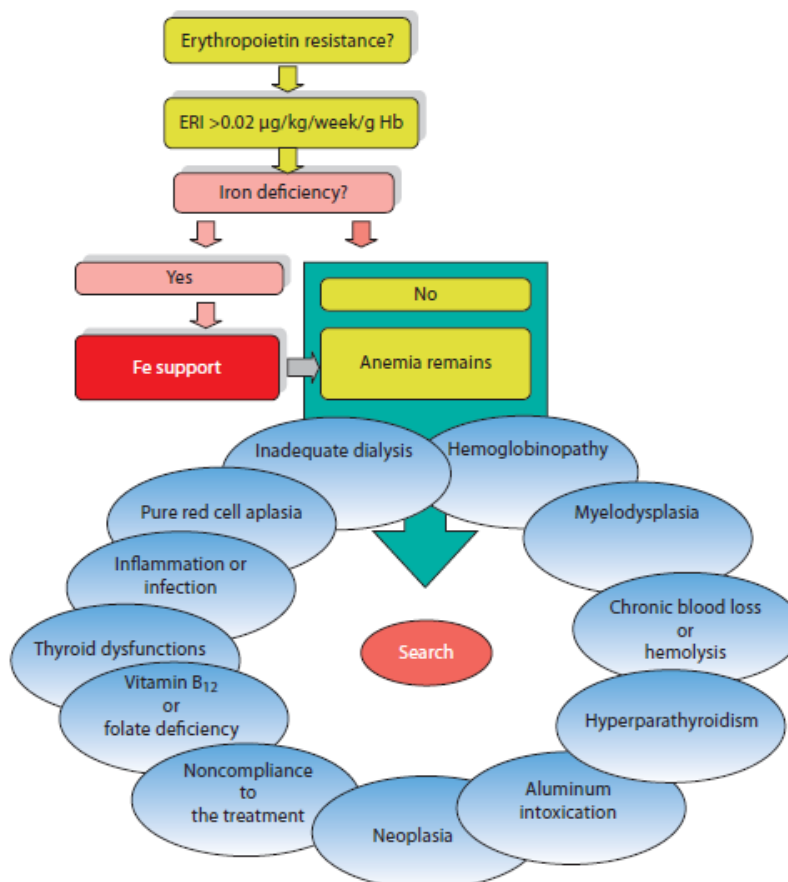 Erythropoietin resistance?
ERI >0.02 µg/kg/week/g Hb
Iron deficiency?
Yes
No
Fe support
Anemia remains
Inadequate dialysis
Hemoglobinopathy
Pure red cell aplasia
Myelodysplasia
Inflammation or
infection
Chronic blood loss
or
hemolysis
Thyroid dysfunctions
Search
Vitamin B₁₂
or
folate deficiency
Hyperparathyroidism
Noncompliance
to
the treatment
Aluminum
intoxication
Neoplasia